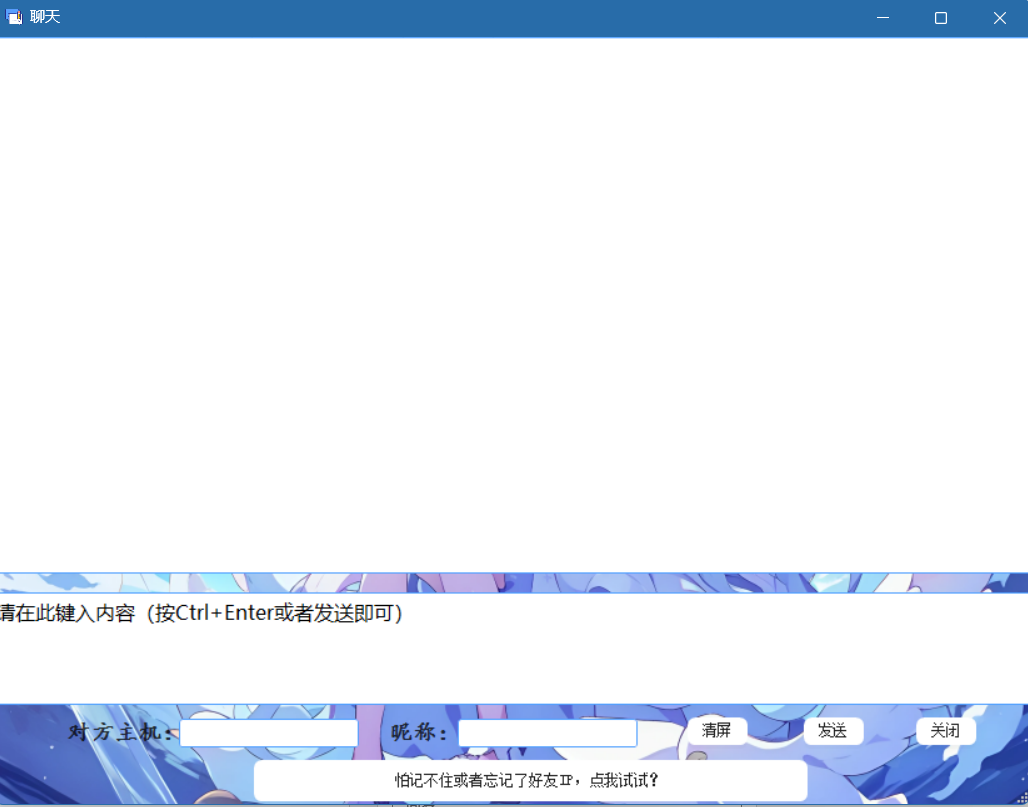 聊天
请在此键入内容（按Ctrl+Enter或者发送即可）
对方主机： 昵称： 清屏 发送 关闭
怕记不住或者忘记了好友IP，点我试试？